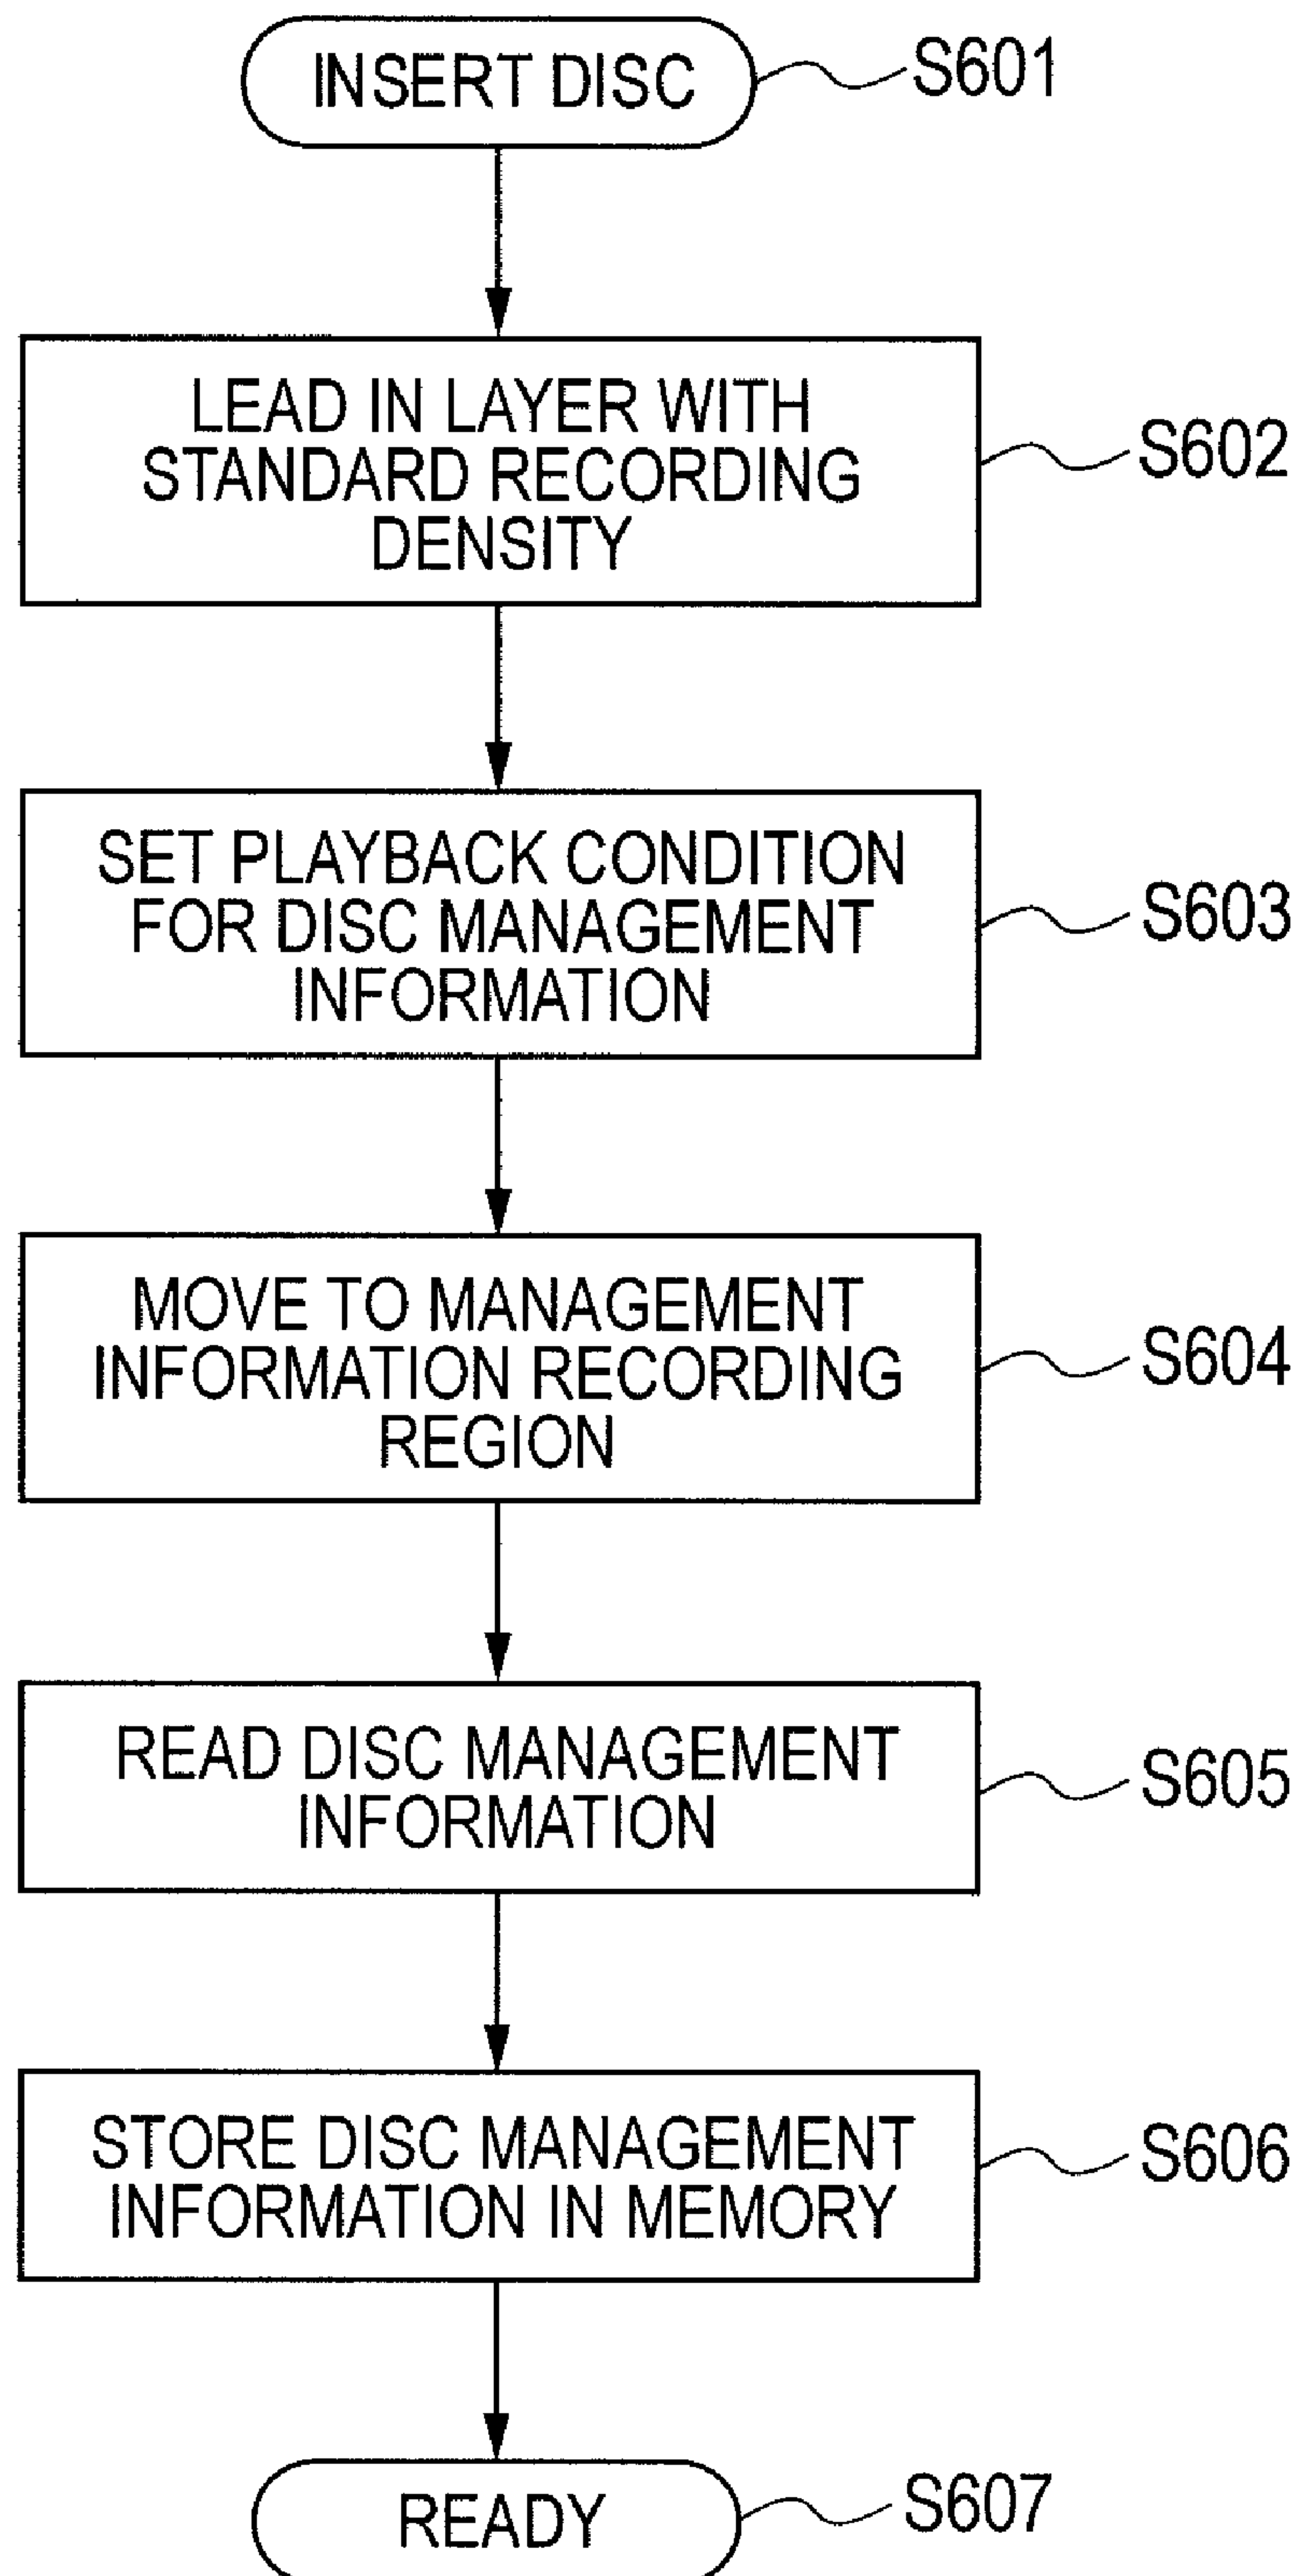 INSERT DISC
S601
LEAD IN LAYER WITH
STANDARD RECORDING
DENSITY
S602
SET PLAYBACK CONDITION
FOR DISC MANAGEMENT
INFORMATION
S603
MOVE TO MANAGEMENT
INFORMATION RECORDING
REGION
S604
READ DISC MANAGEMENT
INFORMATION
S605
STORE DISC MANAGEMENT
INFORMATION IN MEMORY
S606
READY
S607